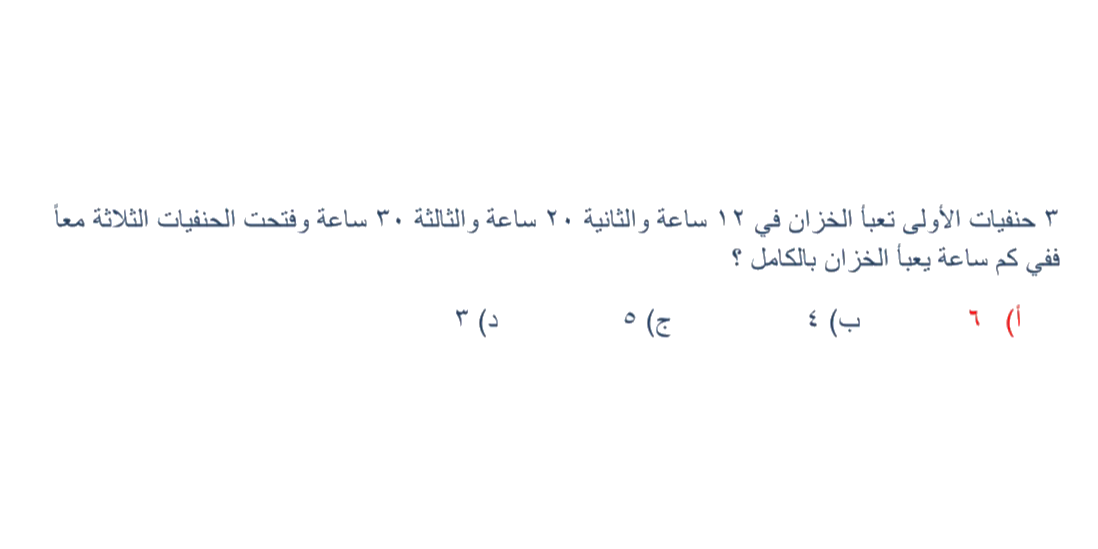 ٣ حنفيات الأولى تعبأ الخزان في ١٢ ساعة والثانية ٢٠ ساعة والثالثة ٣٠ ساعة وفتحت الحنفيات الثلاثة معاً
ففي كم ساعة يعبأ الخزان بالكامل ؟
أ) ٦ ب) ٤ ج) ٥ د) ٣